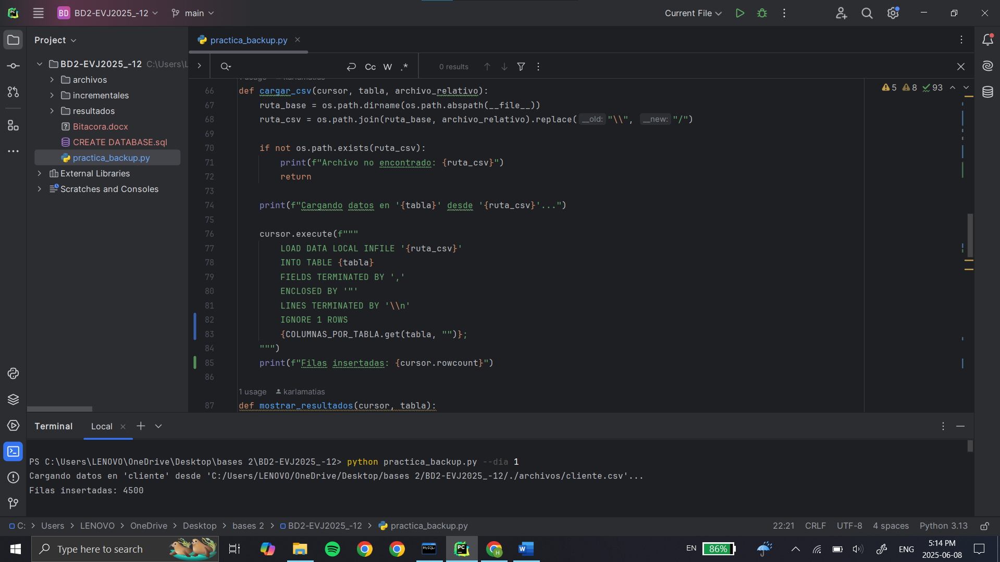 BD BD2-EVJ2025_-12 main Current File
Project
practica_backup.py
BD2-EVJ2025_-12 C:\Users\L
archivos
incrementales
resultados
Bitacora.docx
CREATE DATABASE.sql
practica_backup.py
External Libraries
Scratches and Consoles
Cc W .* 0 results
5 8 93
1 usage karlamatias
66 def cargar_csv(cursor, tabla, archivo_relativo):
67 ruta_base = os.path.dirname(os.path.abspath(__file__))
68 ruta_csv = os.path.join(ruta_base, archivo_relativo).replace( __old: "\\", __new: "/")
69
70 if not os.path.exists(ruta_csv):
71 print(f"Archivo no encontrado: {ruta_csv}")
72 return
73
74 print(f"Cargando datos en '{tabla}' desde '{ruta_csv}'...")
75
76 cursor.execute(f"""
77 LOAD DATA LOCAL INFILE '{ruta_csv}'
78 INTO TABLE {tabla}
79 FIELDS TERMINATED BY ','
80 ENCLOSED BY '"'
81 LINES TERMINATED BY '\\n'
82 IGNORE 1 ROWS
83 {COLUMNAS_POR_TABLA.get(tabla, "")};
84 """)
85 print(f"Filas insertadas: {cursor.rowcount}")
86
1 usage karlamatias
87 def mostrar_resultados(cursor, tabla):
Terminal Local
PS C:\Users\LENOVO\OneDrive\Desktop\bases 2\BD2-EVJ2025_-12> python practica_backup.py --dia 1
Cargando datos en 'cliente' desde 'C:/Users/LENOVO/OneDrive/Desktop/bases 2/BD2-EVJ2025_-12/./archivos/cliente.csv'...
Filas insertadas: 4500
C: > Users > LENOVO > OneDrive > Desktop > bases 2 > BD2-EVJ2025_-12 > practica_backup.py 22:21 CRLF UTF-8 4 spaces Python 3.13
Type here to search
EN 86% ENG
5:14 PM
2025-06-08